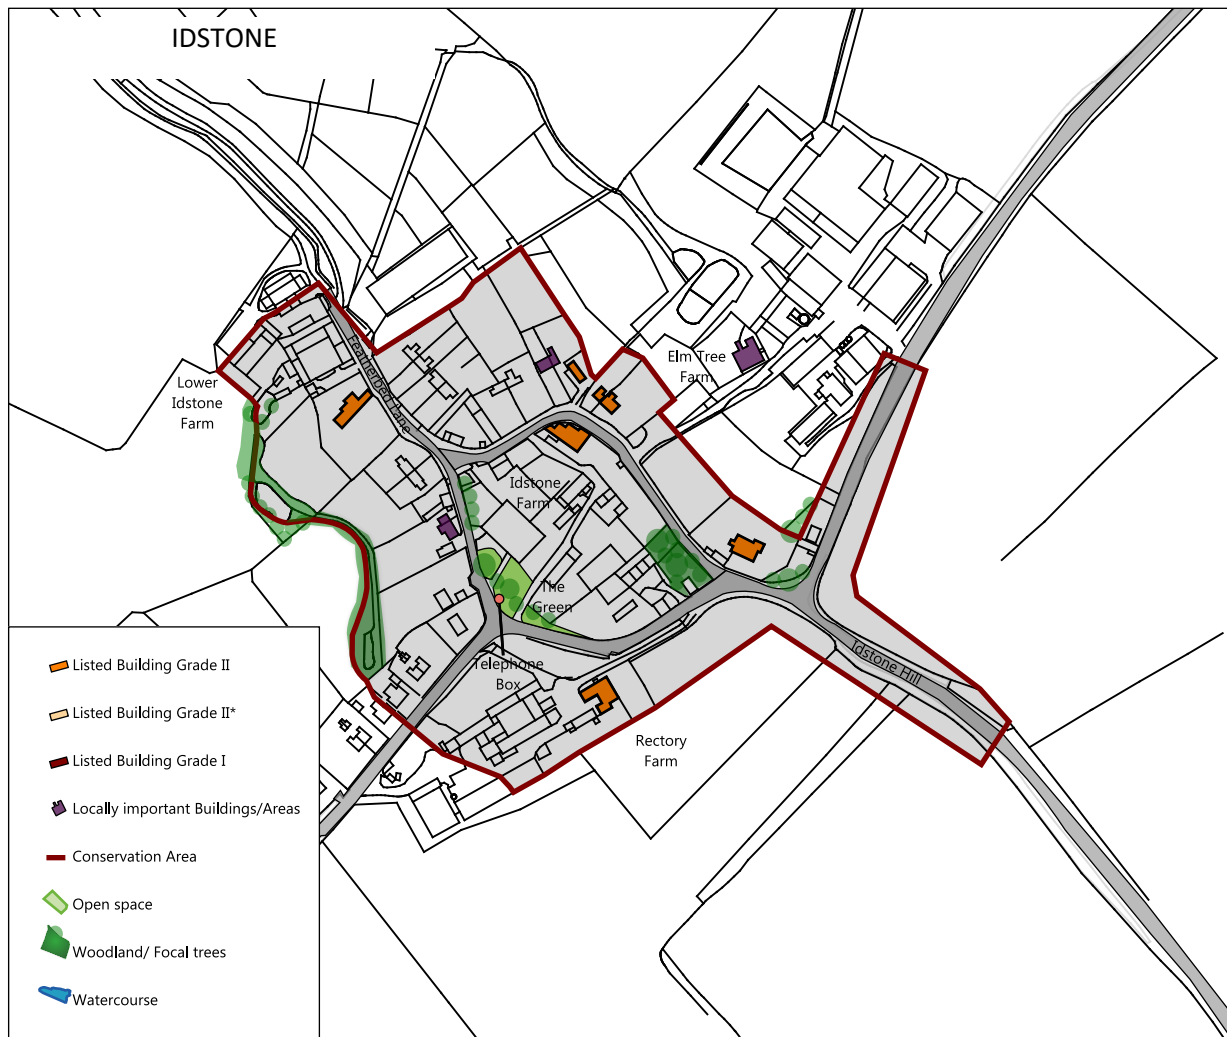 IDSTONE
Featherbed Lane
Lower
Idstone
Farm
Elm Tree
Farm
Idstone
Farm
The
Green
Telephone
Box
Idstone Hill
Rectory
Farm
Listed Building Grade II
Listed Building Grade II*
Listed Building Grade I
Locally important Buildings/Areas
Conservation Area
Open space
Woodland/ Focal trees
Watercourse